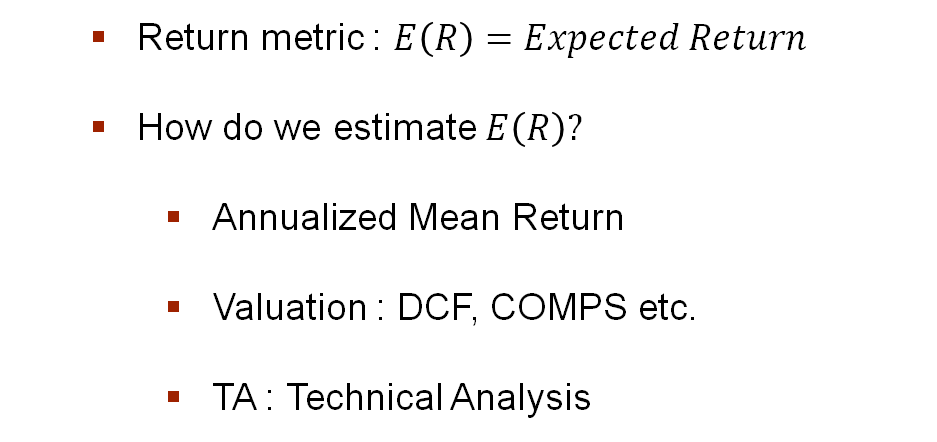 ▪ Return metric : E(R) = Expected Return
▪ How do we estimate E(R)?
▪ Annualized Mean Return
▪ Valuation : DCF, COMPS etc.
▪ TA : Technical Analysis